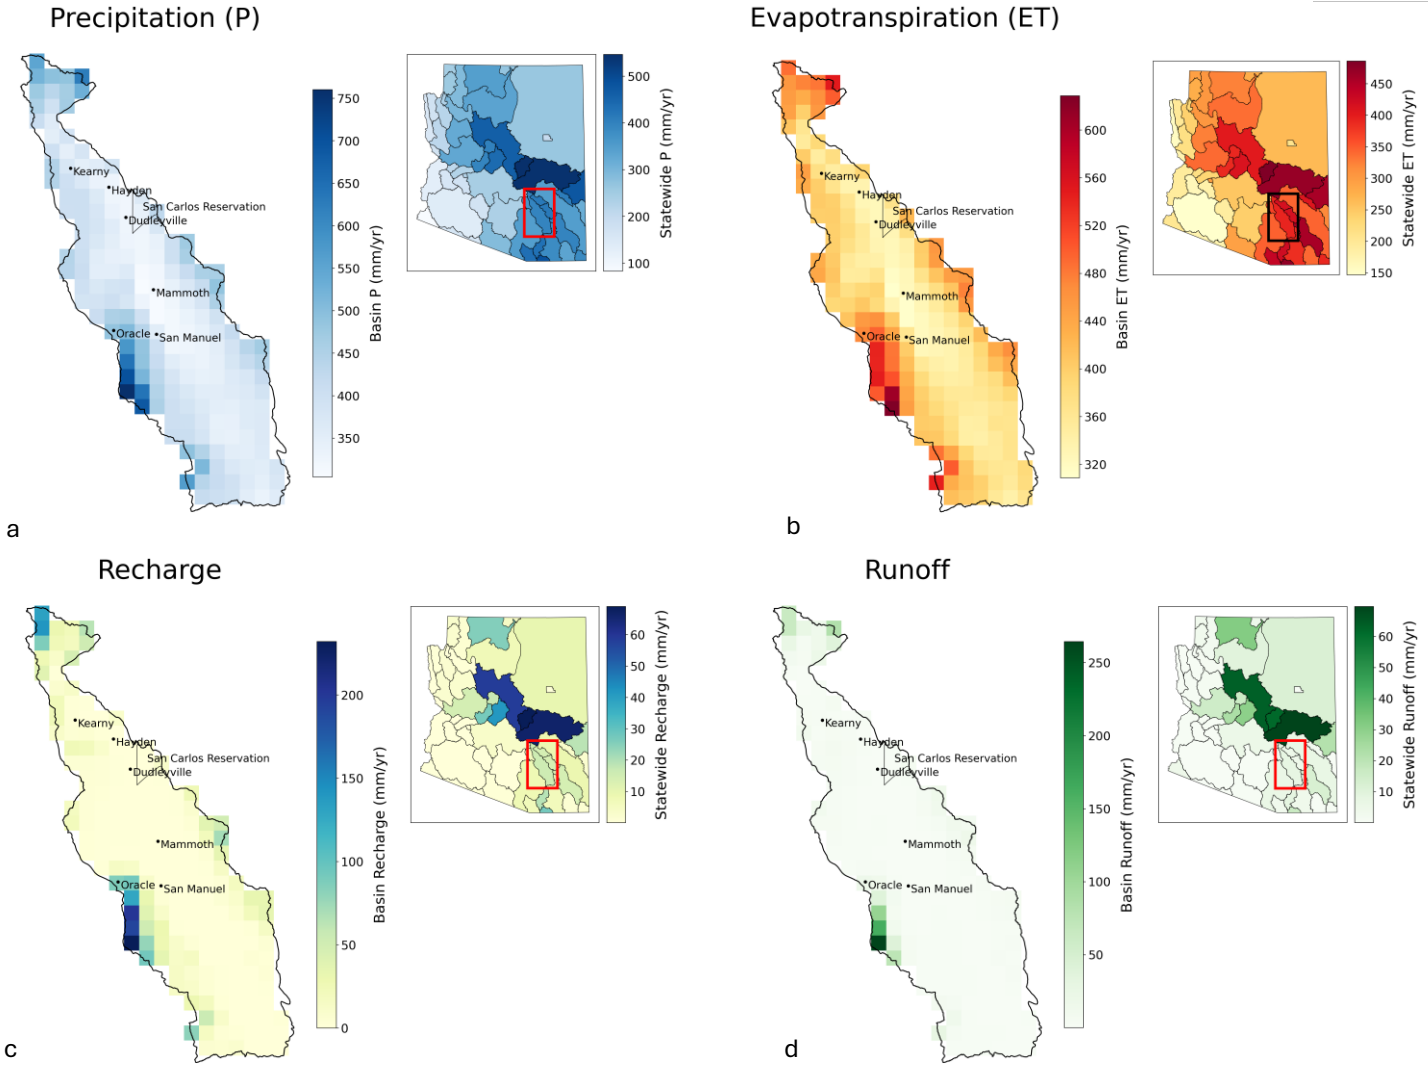 Precipitation (P)
750
700
650
600
550
500
450
400
350
Basin P (mm/yr)
500
400
300
200
100
Statewide P (mm/yr)
Kearny
Hayden
San Carlos Reservation
Dudleyville
Mammoth
Oracle
San Manuel
a
Evapotranspiration (ET)
600
560
520
480
440
400
360
320
Basin ET (mm/yr)
450
400
350
300
250
200
150
Statewide ET (mm/yr)
Kearny
Hayden
San Carlos Reservation
Dudleyville
Mammoth
Oracle
San Manuel
b
Recharge
200
150
100
50
0
Basin Recharge (mm/yr)
60
50
40
30
20
10
Statewide Recharge (mm/yr)
Kearny
Hayden
San Carlos Reservation
Dudleyville
Mammoth
Oracle
San Manuel
c
Runoff
250
200
150
100
50
Basin Runoff (mm/yr)
60
50
40
30
20
10
Statewide Runoff (mm/yr)
Kearny
Hayden
San Carlos Reservation
Dudleyville
Mammoth
Oracle
San Manuel
d